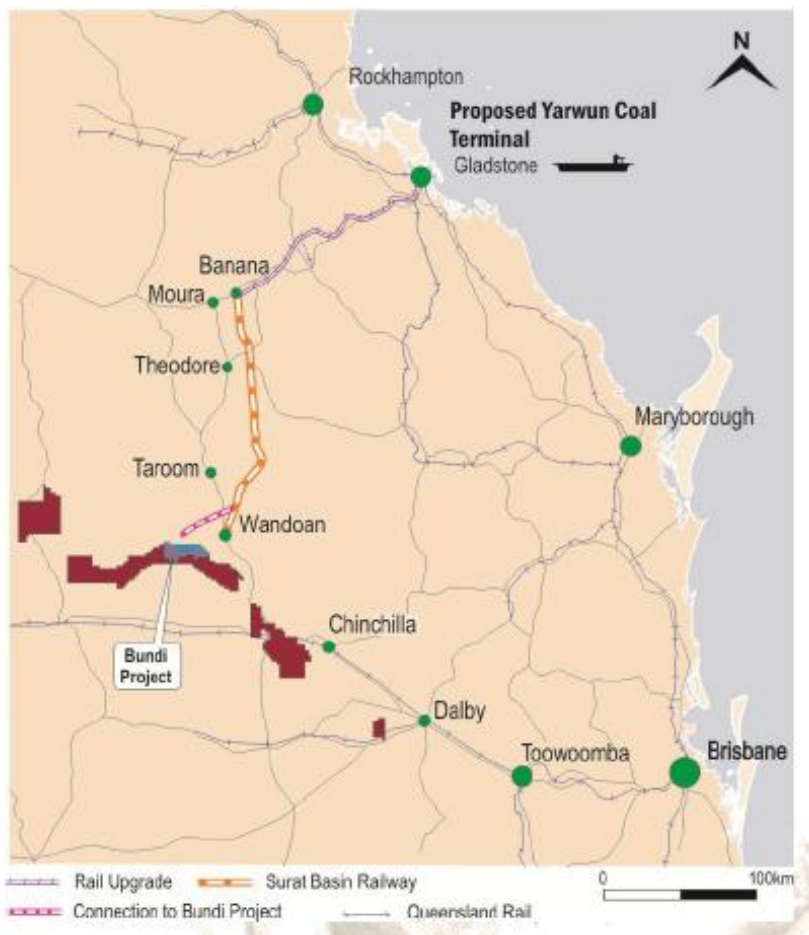 N
Rockhampton
Proposed Yarwun Coal
Terminal
Gladstone
Banana
Moura
Theodore
Maryborough
Taroom
Wandoan
Chinchilla
Bundi
Project
Dalby
Toowoomba
Brisbane
Rail Upgrade
Surat Basin Railway
0
100km
Connection to Bundi Project
Queensland Rail